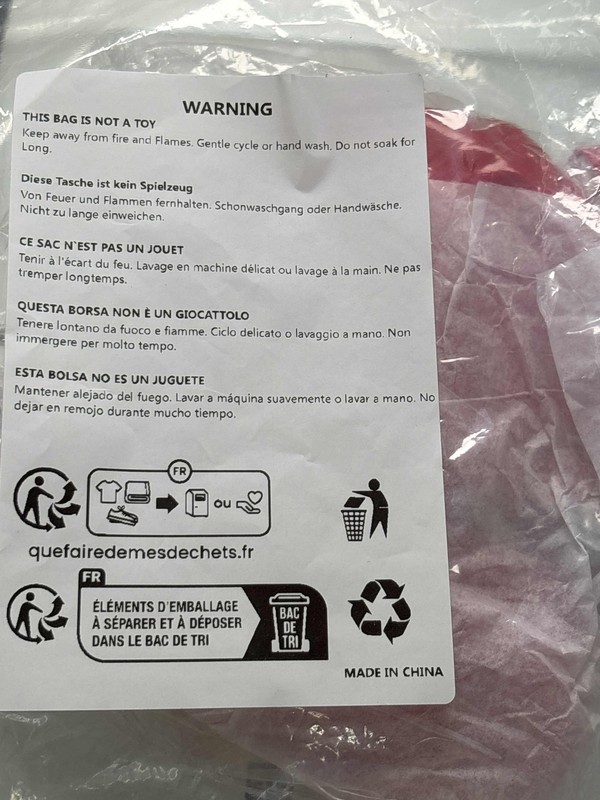 WARNING
THIS BAG IS NOT A TOY
Keep away from fire and Flames. Gentle cycle or hand wash. Do not soak for
Long.
Diese Tasche ist kein Spielzeug
Von Feuer und Flammen fernhalten. Schonwaschgang oder Handwäsche.
Nicht zu lange einweichen.
CE SAC N`EST PAS UN JOUET
Tenir à l'écart du feu. Lavage en machine délicat ou lavage à la main. Ne pas
tremper longtemps.
QUESTA BORSA NON È UN GIOCATTOLO
Tenere lontano da fuoco e fiamme. Ciclo delicato o lavaggio a mano. Non
immergere per molto tempo.
ESTA BOLSA NO ES UN JUGUETE
Mantener alejado del fuego. Lavar a máquina suavemente o lavar a mano. No
dejar en remojo durante mucho tiempo.
FR
ou
quefairedemesdechets.fr
FR
ÉLÉMENTS D'EMBALLAGE
À SÉPARER ET À DÉPOSER
DANS LE BAC DE TRI
BAC
DE
TRI
MADE IN CHINA